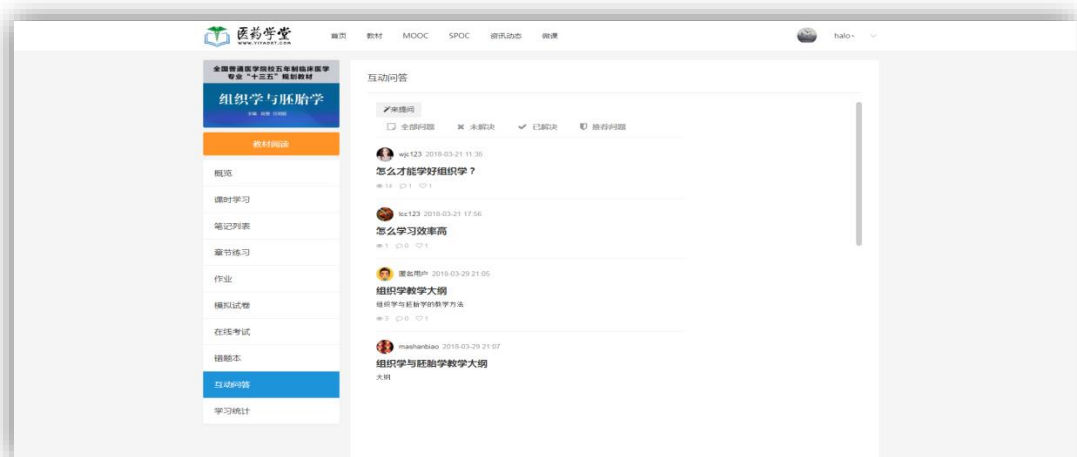 医药学堂
WWW.YIYAOXT.COM
首页 教材 MOOC SPOC 资讯动态 微课
halo
全国普通医学院校五年制临床医学
专业“十三五”规划教材
组织学与胚胎学
教材阅读
概览
课时学习
笔记列表
章节练习
作业
模拟试卷
在线考试
错题本
互动问答
学习统计
互动问答
来提问
全部问题 未解决 已解决 推荐问题
wjc123 2018-03-21 11:36
怎么才能学好组织学？
14 1 1
lcc123 2018-03-21 17:56
怎么学习效率高
1 0 1
匿名用户 2018-03-29 21:05
组织学教学大纲
组织学与胚胎学的教学方法
3 0 1
mashanbiao 2018-03-29 21:07
组织学与胚胎学教学大纲
大纲